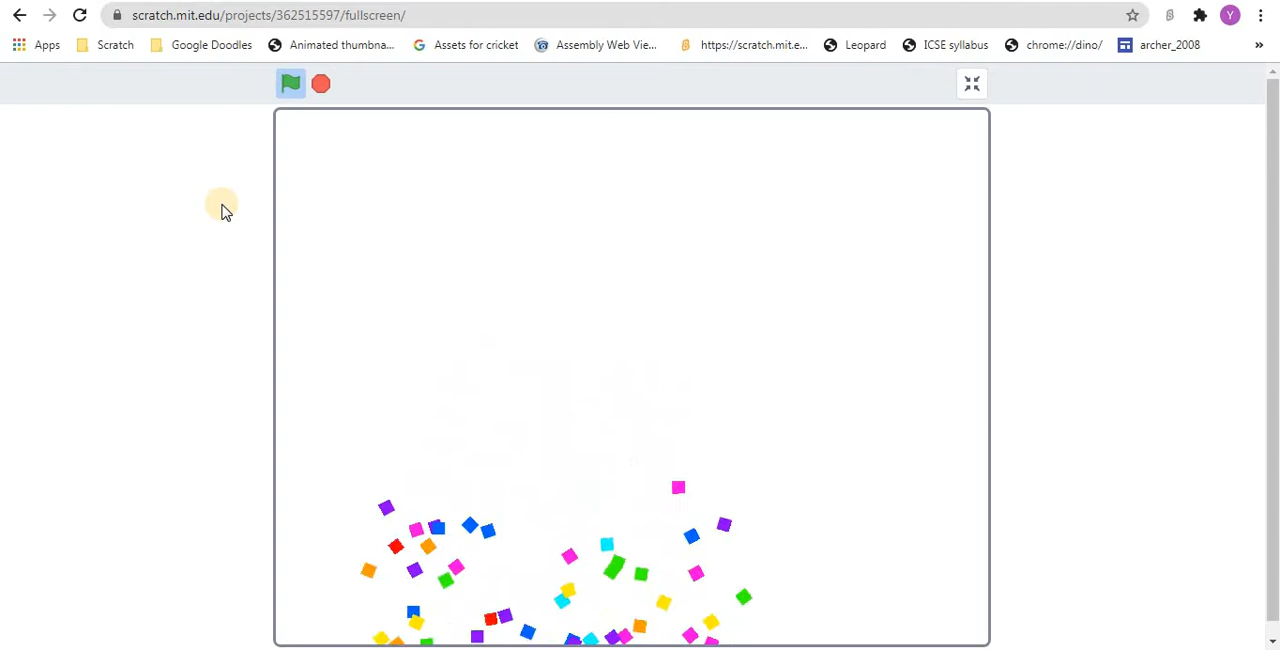 scratch.mit.edu/projects/362515597/fullscreen/
Y
Apps Scratch Google Doodles Animated thumbna... Assets for cricket Assembly Web Vie... https://scratch.mit.e... Leopard ICSE syllabus chrome://dino/ archer_2008 »